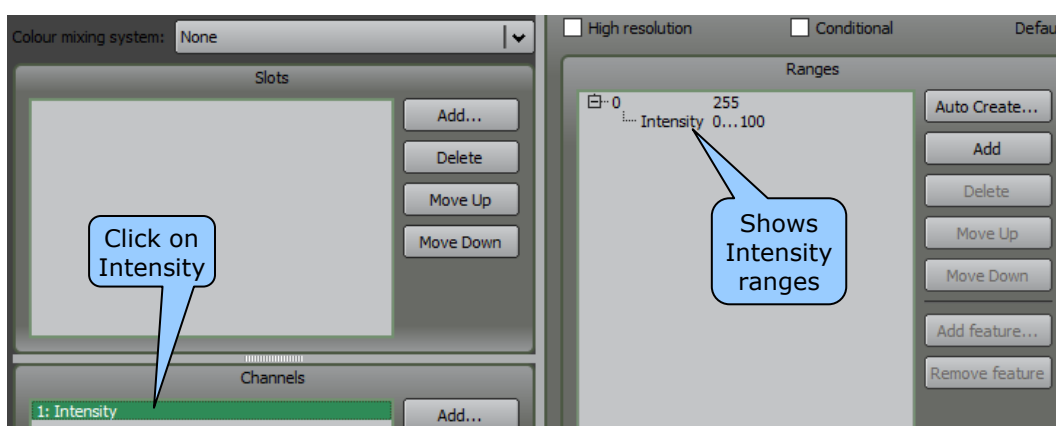 Colour mixing system: None
Slots
Add...
Delete
Move Up
Move Down
Click on
Intensity
Channels
1: Intensity
Add...
High resolution
Conditional
Defau
Ranges
0 255
Intensity 0...100
Shows
Intensity
ranges
Auto Create...
Add
Delete
Move Up
Move Down
Add feature...
Remove feature